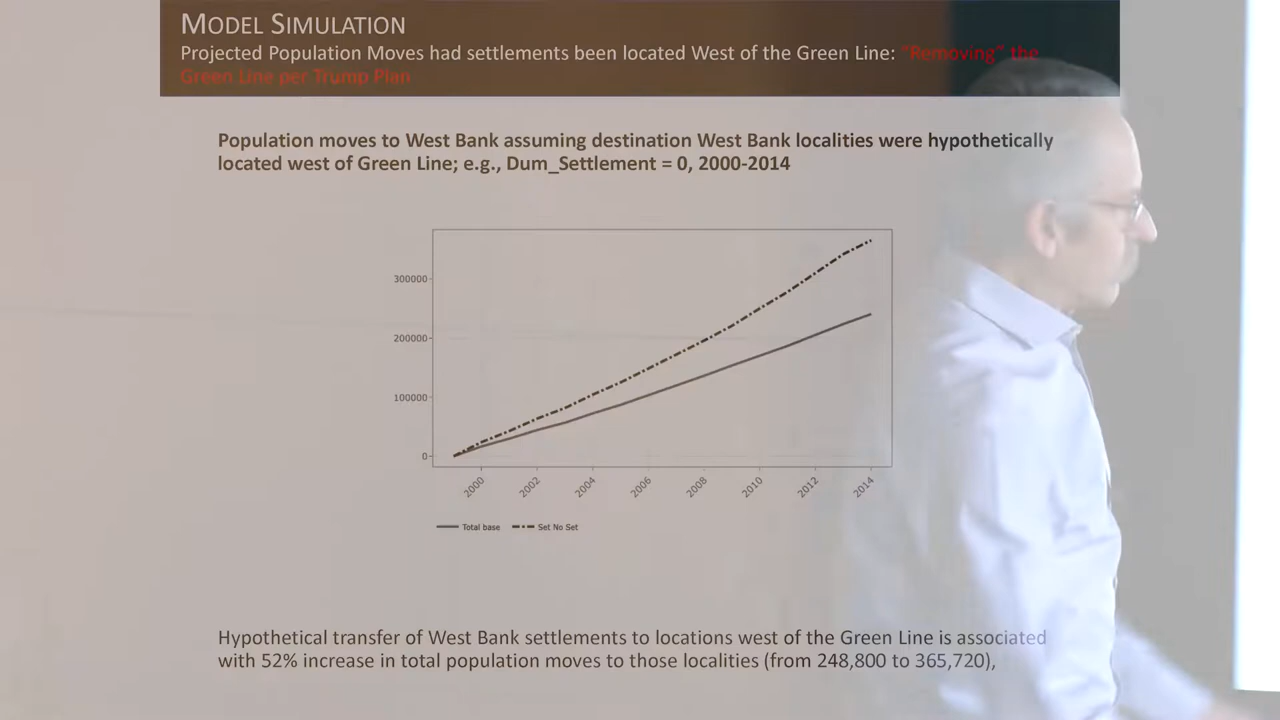 MODEL SIMULATION
Projected Population Moves had settlements been located West of the Green Line: "Removing" the
Green Line per Trump Plan
Population moves to West Bank assuming destination West Bank localities were hypothetically
located west of Green Line; e.g., Dum_Settlement = 0, 2000-2014
300000
200000
100000
0
2000 2002 2004 2006 2008 2010 2012 2014
Total base Set No Set
Hypothetical transfer of West Bank settlements to locations west of the Green Line is associated
with 52% increase in total population moves to those localities (from 248,800 to 365,720),